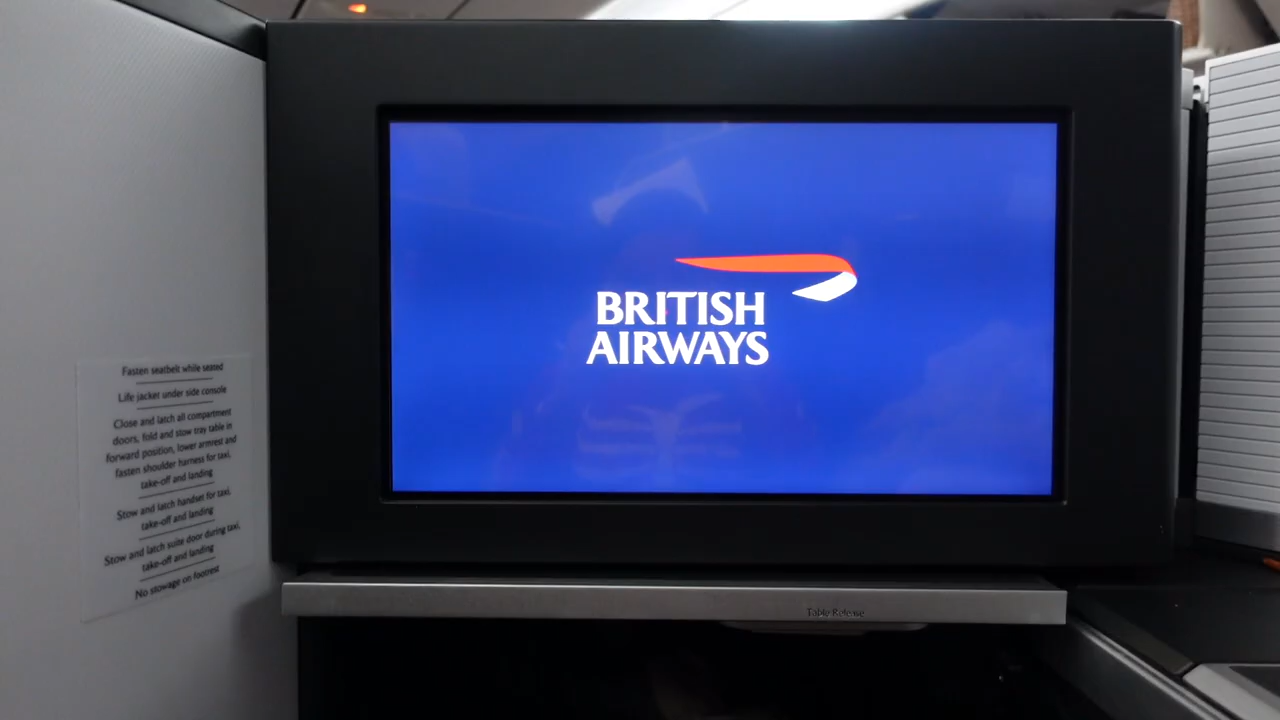 BRITISH
AIRWAYS
Fasten seatbelt while seated
Life jacket under side console
Close and latch all compartment
doors, fold and stow tray table in
forward position, lower armrest and
fasten shoulder harness for taxi,
take-off and landing
Stow and latch handset for taxi,
take-off and landing
Stow and latch suite door during taxi,
take-off and landing
No stowage on footrest
Table Release